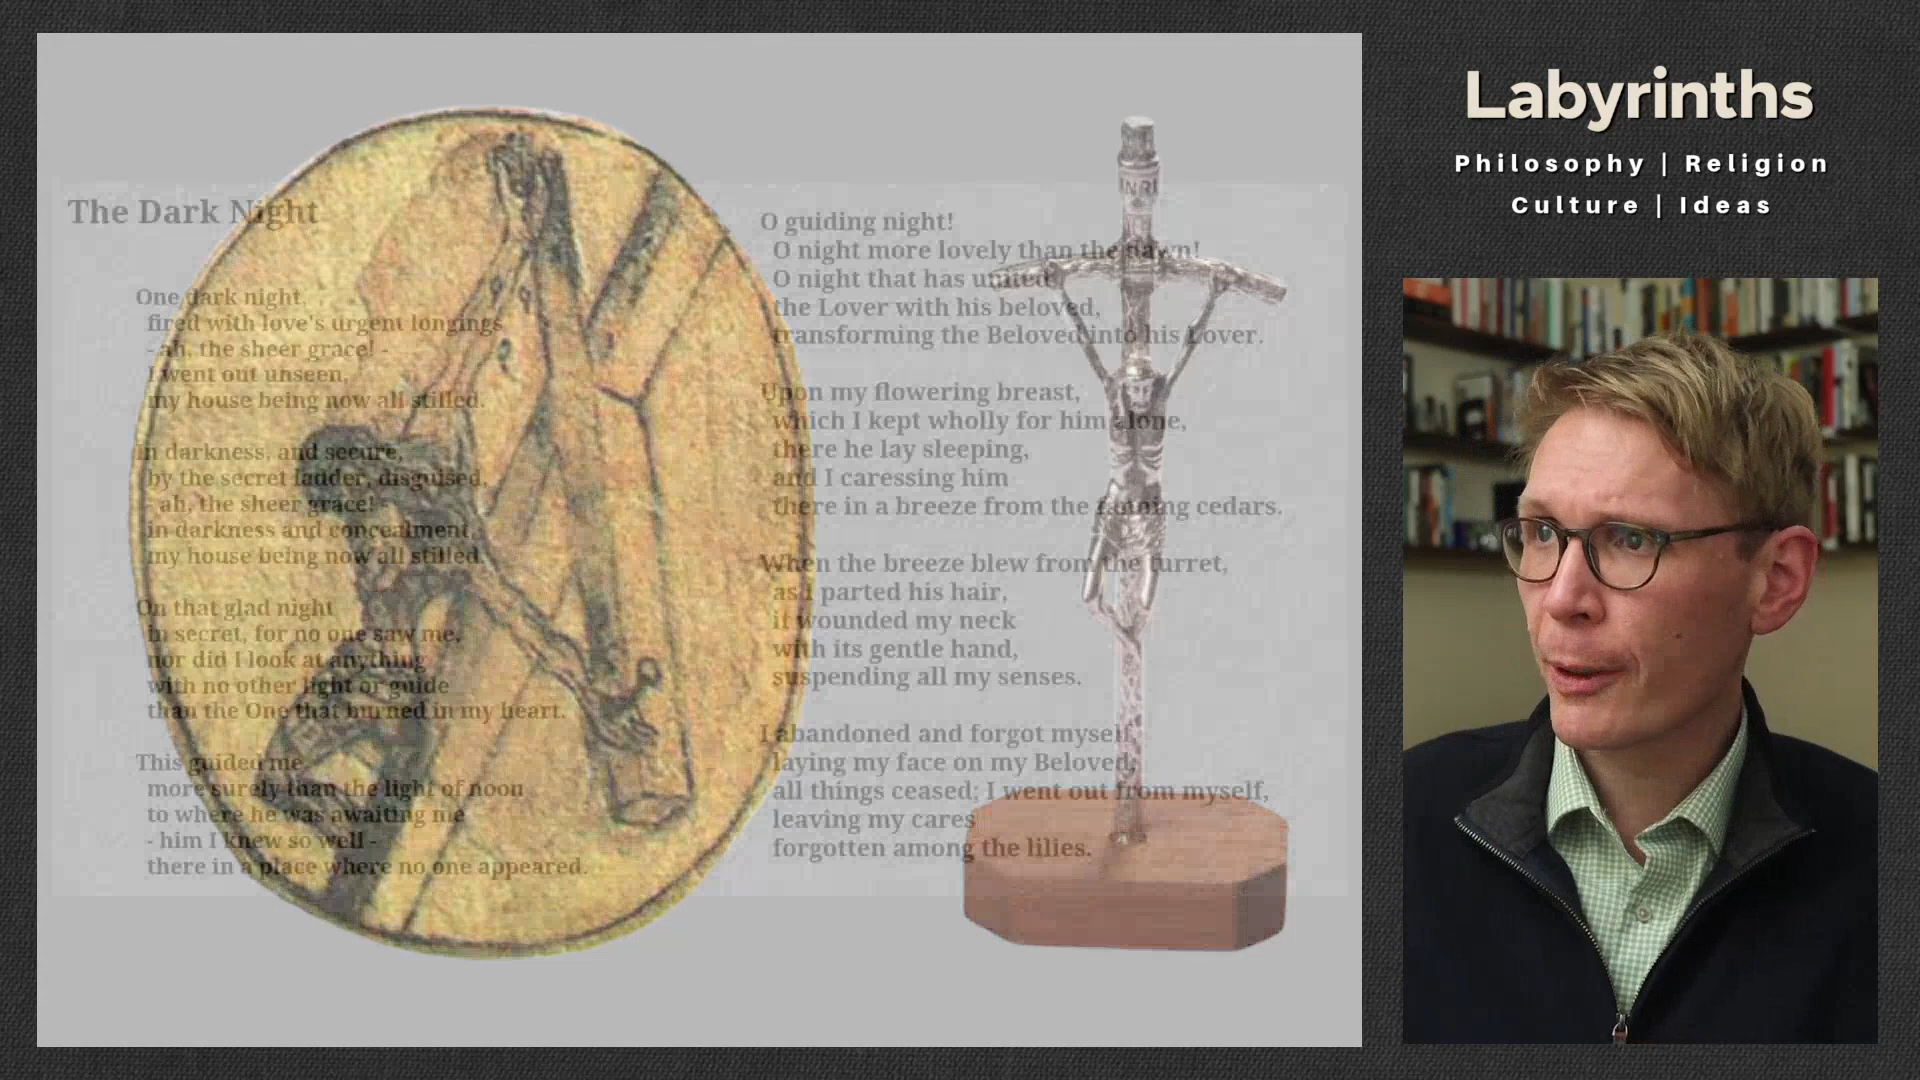 Labyrinths
Philosophy | Religion
Culture | Ideas
The Dark Night
One dark night,
fired with love's urgent longings
- ah, the sheer grace! -
I went out unseen,
my house being now all stilled.
In darkness, and secure,
by the secret ladder, disguised,
- ah, the sheer grace! -
in darkness and concealment,
my house being now all stilled.
On that glad night
in secret, for no one saw me,
nor did I look at anything
with no other light or guide
than the One that burned in my heart.
This guided me
more surely than the light of noon
to where he was awaiting me
- him I knew so well -
there in a place where no one appeared.
O guiding night!
O night more lovely than the dawn!
O night that has united
the Lover with his beloved,
transforming the Beloved into his Lover.
Upon my flowering breast,
which I kept wholly for him alone,
there he lay sleeping,
and I caressing him
there in a breeze from the fanning cedars.
When the breeze blew from the turret,
as I parted his hair,
it wounded my neck
with its gentle hand,
suspending all my senses.
I abandoned and forgot myself,
laying my face on my Beloved;
all things ceased; I went out from myself,
leaving my cares
forgotten among the lilies.
INRI